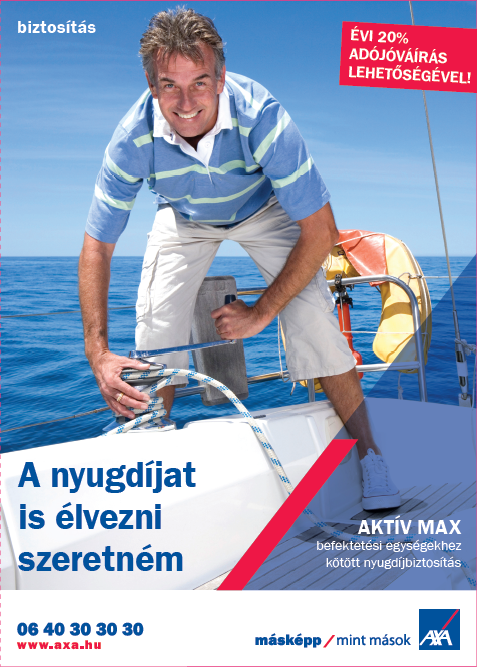 biztosítás
ÉVI 20%
ADÓJÓVÁÍRÁS
LEHETŐSÉGÉVEL!
A nyugdíjat
is élvezni
szeretném
AKTÍV MAX
befektetési egységekhez
kötött nyugdíjbiztosítás
06 40 30 30 30
www.axa.hu
másképp / mint mások
AXA